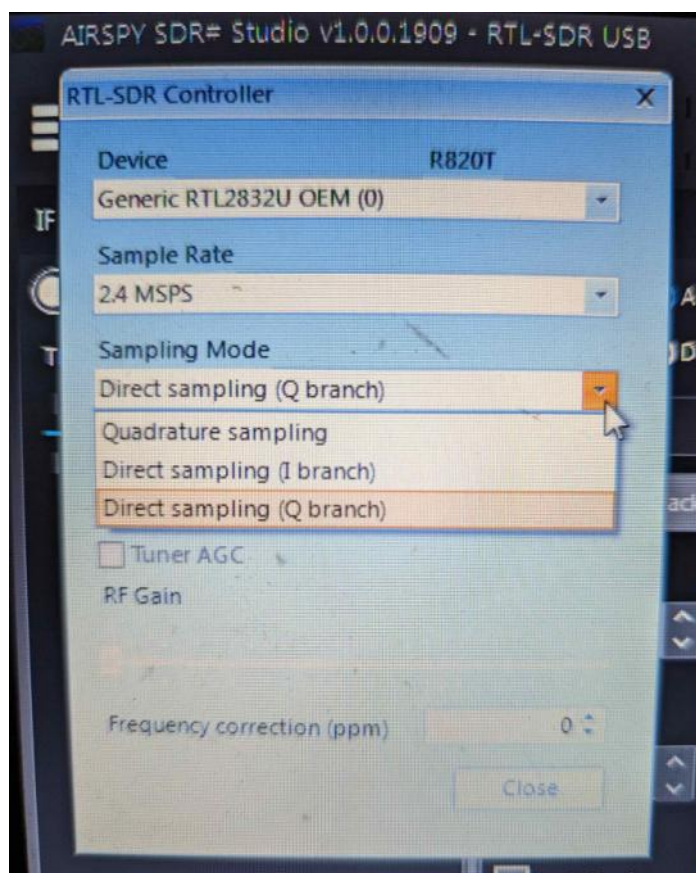 AIRSPY SDR# Studio v1.0.0.1909 - RTL-SDR USB
RTL-SDR Controller X
Device R820T
IF
Generic RTL2832U OEM (0)
Sample Rate
2.4 MSPS
Sampling Mode
Direct sampling (Q branch)
Quadrature sampling
Direct sampling (I branch)
Direct sampling (Q branch)
Tuner AGC
RF Gain
Frequency correction (ppm) 0
Close